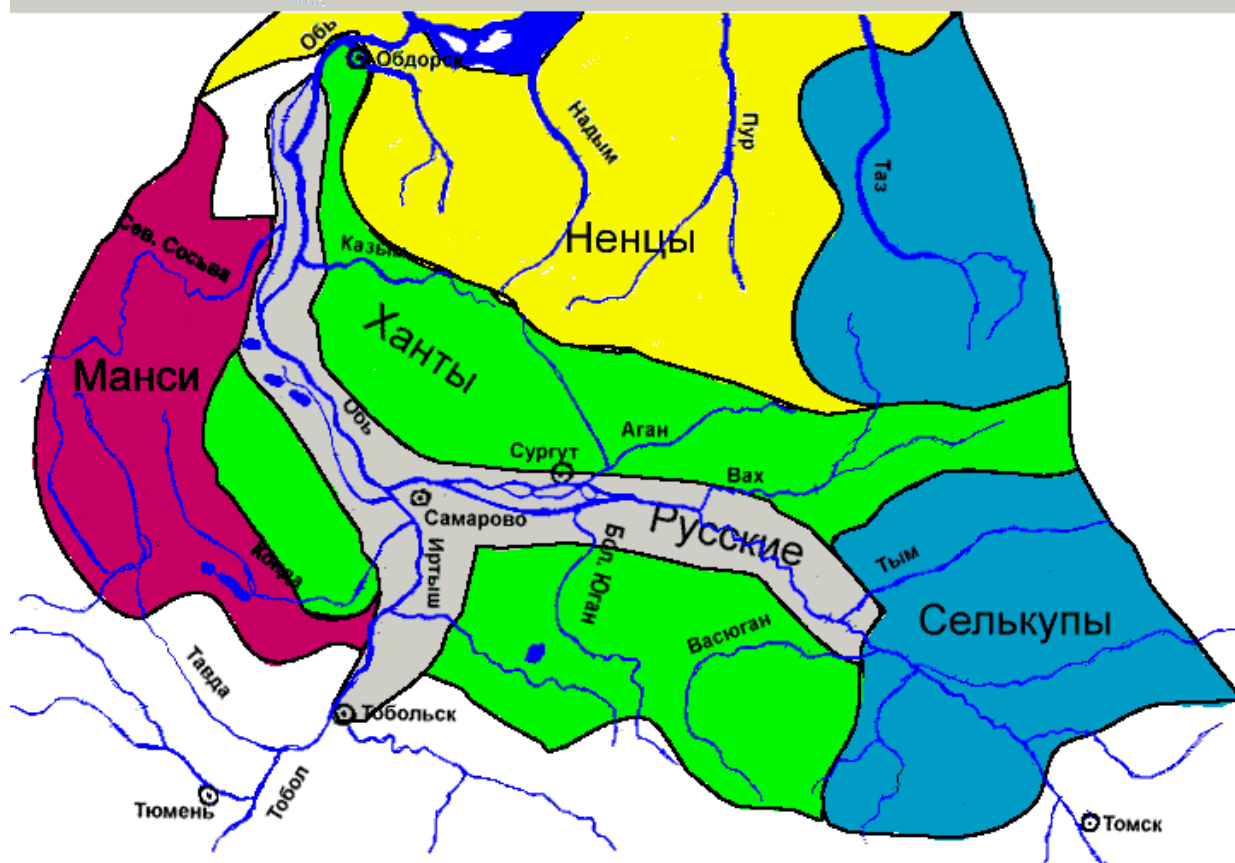 Обь
Обдорск
Надым
Пур
Таз
Сев. Сосьва
Казым
Ненцы
Ханты
Манси
Обь
Аган
Сургут
Вах
Самарово
Русские
Иртыш
Бол. Юган
Тым
Конда
Селькупы
Васюган
Тавда
Тобольск
Тобол
Тюмень
Томск